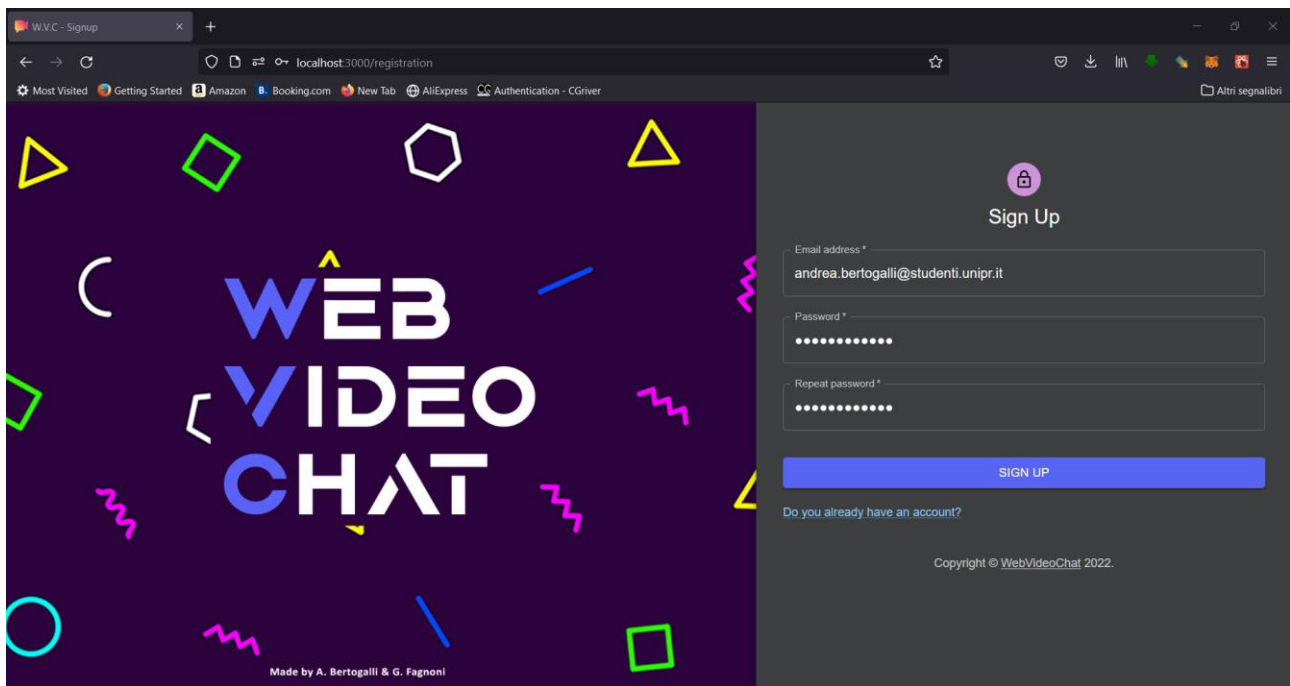 W.V.C - Signup
localhost:3000/registration
Most Visited Getting Started Amazon Booking.com New Tab AliExpress Authentication - CGriver Altri segnalibri
WEB
VIDEO
CHAT
Made by A. Bertogalli & G. Fagnoni
Sign Up
Email address *
andrea.bertogalli@studenti.unipr.it
Password *
••••••••••••
Repeat password *
••••••••••••
SIGN UP
Do you already have an account?
Copyright © WebVideoChat 2022.